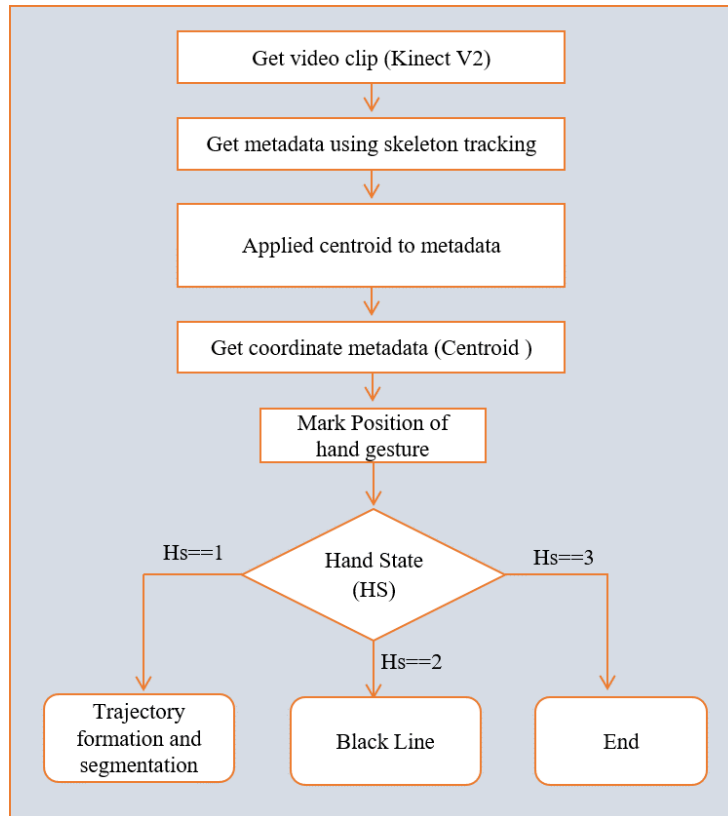 Get video clip (Kinect V2)
Get metadata using skeleton tracking
Applied centroid to metadata
Get coordinate metadata (Centroid )
Mark Position of
hand gesture
Hand State
(HS)
Hs==1
Hs==3
Hs==2
Trajectory
formation and
segmentation
Black Line
End